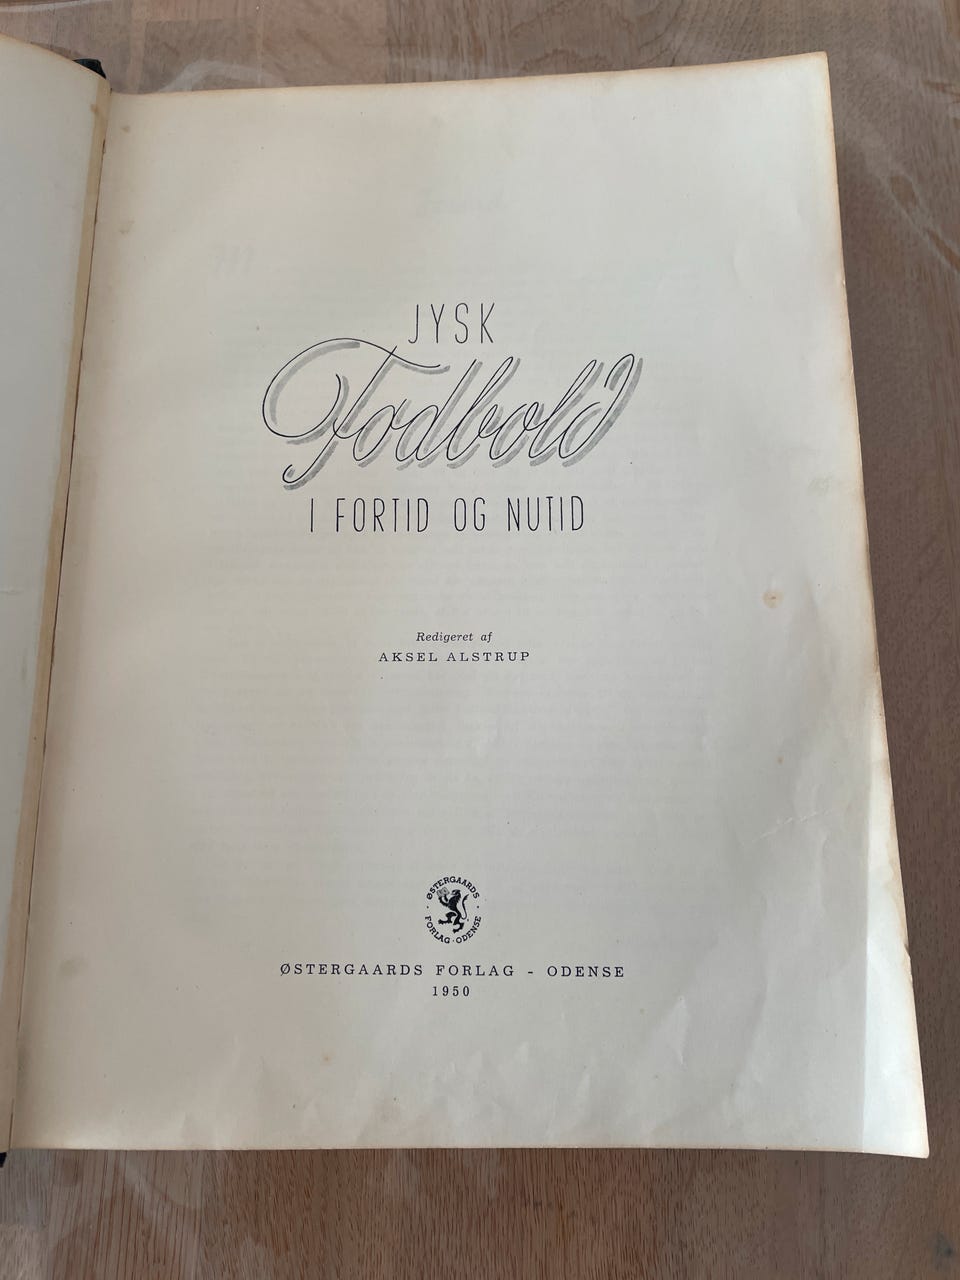 JYSK
Fodbold
I FORTID OG NUTID
Redigeret af
AKSEL ALSTRUP
ØSTERGAARDS
FORLAG · ODENSE
ØSTERGAARDS FORLAG - ODENSE
1950